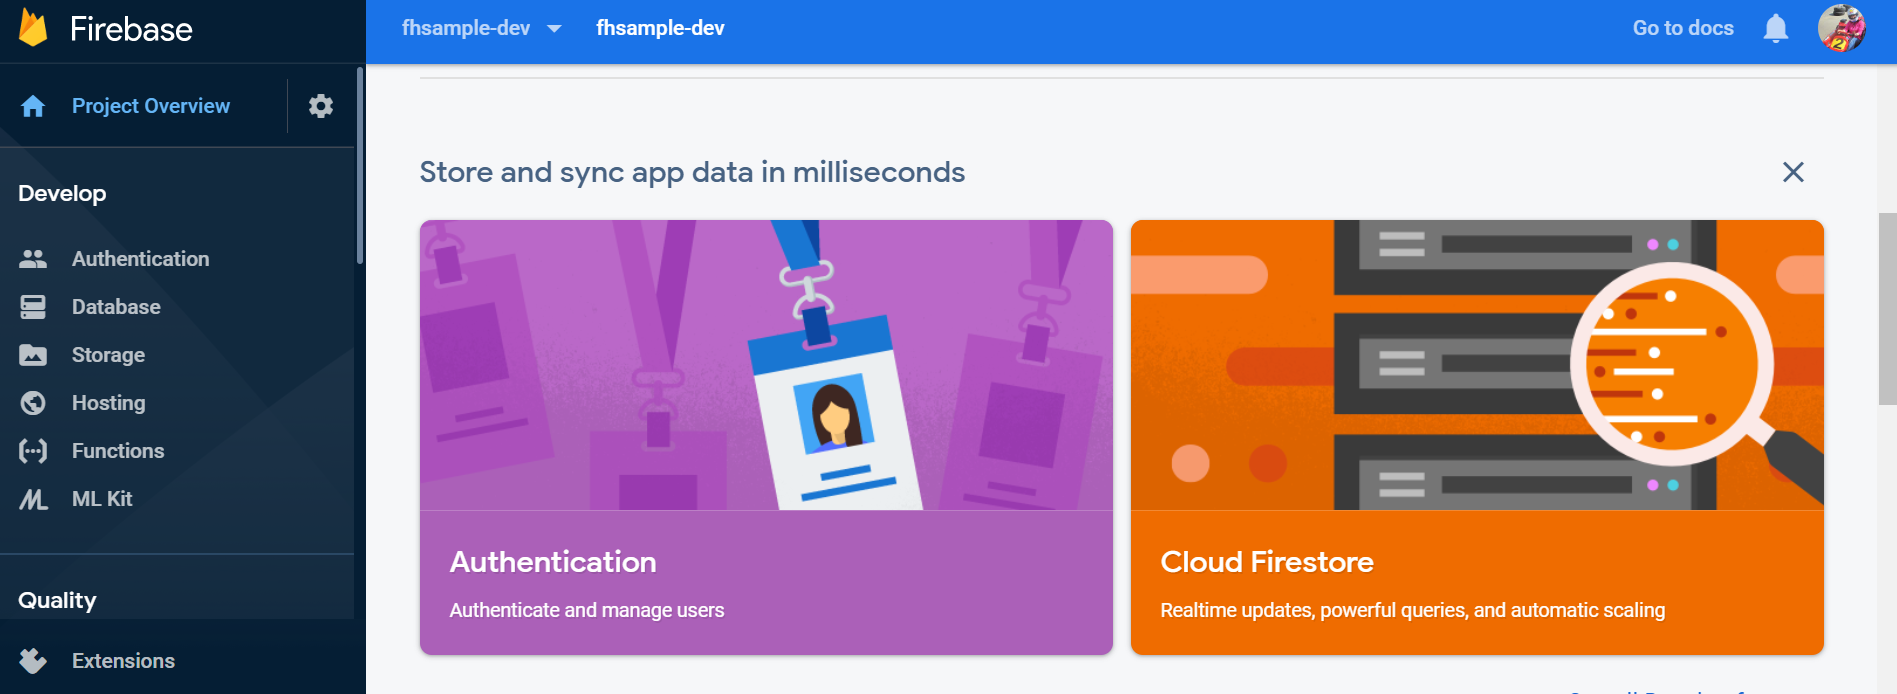 Firebase
fhsample-dev
fhsample-dev
Go to docs
Project Overview
Develop
Authentication
Database
Storage
Hosting
Functions
ML Kit
Quality
Extensions
Store and sync app data in milliseconds
2
Authentication
Authenticate and manage users
Cloud Firestore
Realtime updates, powerful queries, and automatic scaling